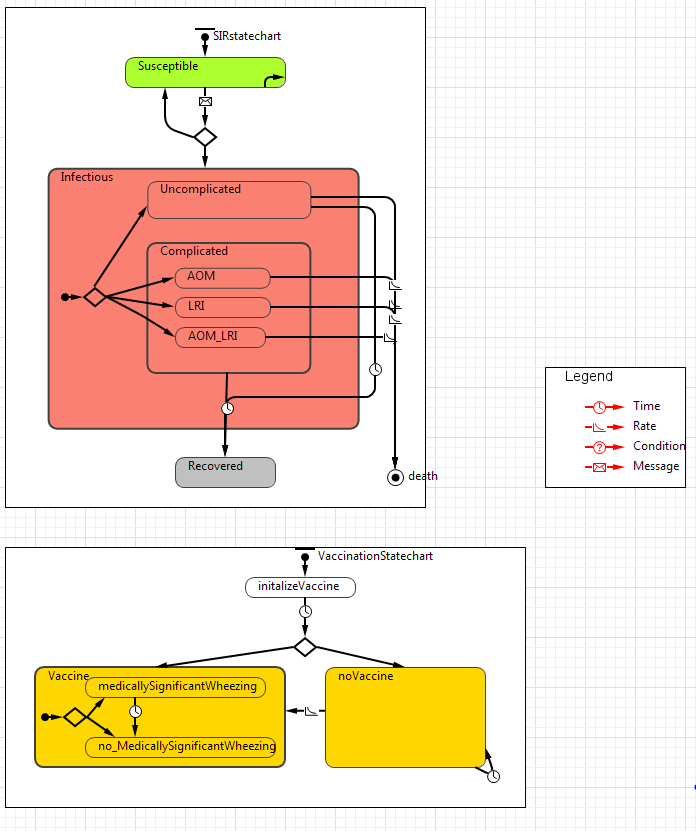 SIRstatechart
Susceptible
Infectious
Uncomplicated
Complicated
AOM
LRI
AOM_LRI
Recovered
death
Legend
Time
Rate
Condition
Message
VaccinationStatechart
initalizeVaccine
Vaccine
medicallySignificantWheezing
no_MedicallySignificantWheezing
noVaccine